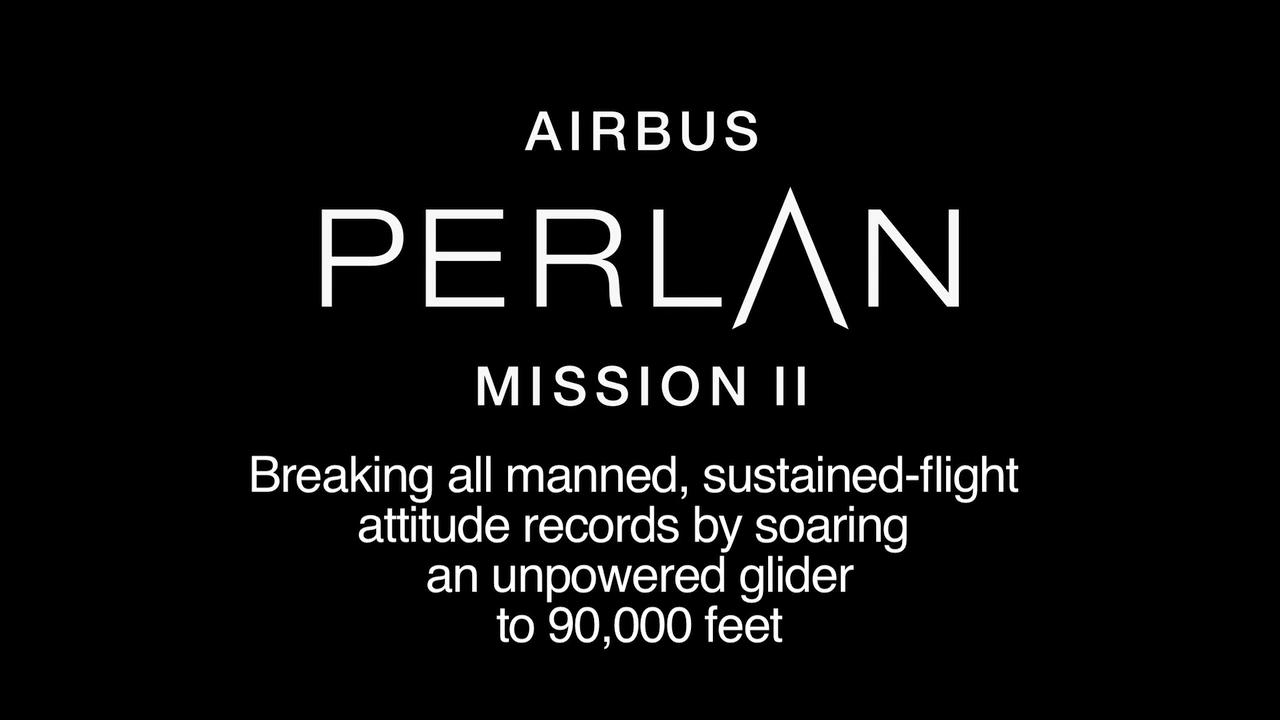 AIRBUS
PERLAN
MISSION II
Breaking all manned, sustained-flight
attitude records by soaring
an unpowered glider
to 90,000 feet